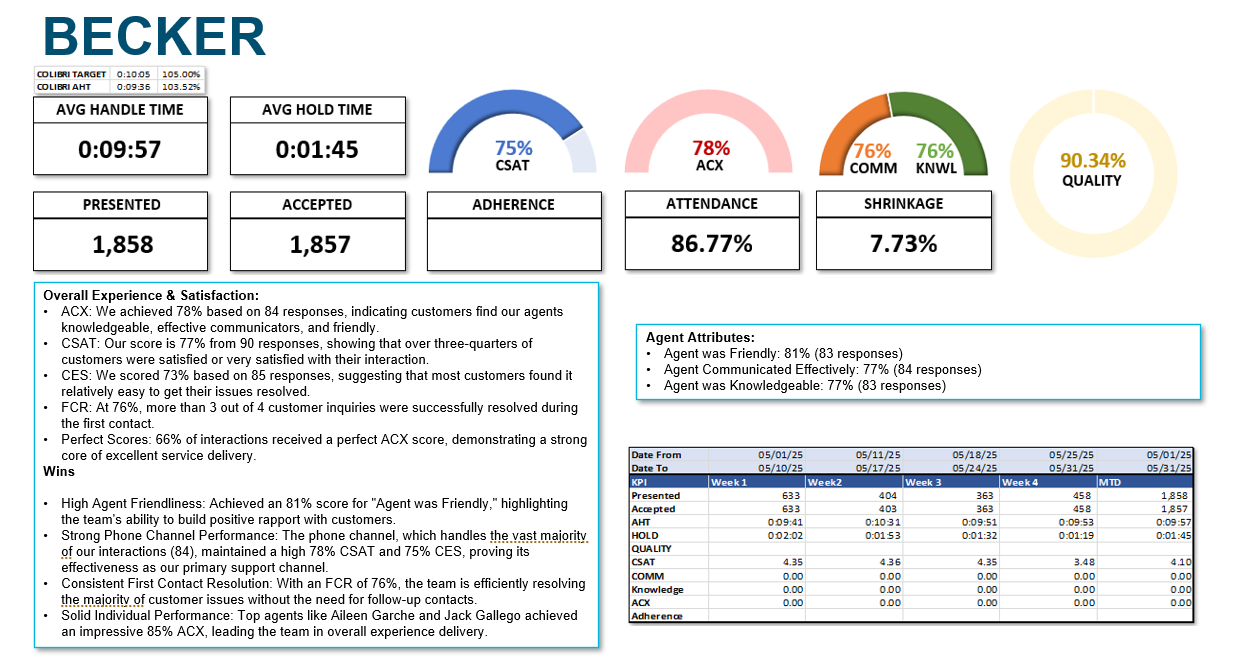 BECKER
COLIBRI TARGET 0:10:05 105.00%
COLIBRI AHT 0:09:36 103.52%
AVG HANDLE TIME
0:09:57
AVG HOLD TIME
0:01:45
75%
CSAT
78%
ACX
76% 76%
COMM KNWL
90.34%
QUALITY
PRESENTED
1,858
ACCEPTED
1,857
ADHERENCE
ATTENDANCE
86.77%
SHRINKAGE
7.73%
Overall Experience & Satisfaction:
• ACX: We achieved 78% based on 84 responses, indicating customers find our agents
knowledgeable, effective communicators, and friendly.
• CSAT: Our score is 77% from 90 responses, showing that over three-quarters of
customers were satisfied or very satisfied with their interaction.
• CES: We scored 73% based on 85 responses, suggesting that most customers found it
relatively easy to get their issues resolved.
• FCR: At 76%, more than 3 out of 4 customer inquiries were successfully resolved during
the first contact.
• Perfect Scores: 66% of interactions received a perfect ACX score, demonstrating a strong
core of excellent service delivery.
Wins
• High Agent Friendliness: Achieved an 81% score for "Agent was Friendly," highlighting
the team's ability to build positive rapport with customers.
• Strong Phone Channel Performance: The phone channel, which handles the vast majority
of our interactions (84), maintained a high 78% CSAT and 75% CES, proving its
effectiveness as our primary support channel.
• Consistent First Contact Resolution: With an FCR of 76%, the team is efficiently resolving
the majority of customer issues without the need for follow-up contacts.
• Solid Individual Performance: Top agents like Aileen Garche and Jack Gallego achieved
an impressive 85% ACX, leading the team in overall experience delivery.
Agent Attributes:
• Agent was Friendly: 81% (83 responses)
• Agent Communicated Effectively: 77% (84 responses)
• Agent was Knowledgeable: 77% (83 responses)
Date From 05/01/25 05/11/25 05/18/25 05/25/25 05/01/25
Date To 05/10/25 05/17/25 05/24/25 05/31/25 05/31/25
KPI Week 1 Week2 Week 3 Week 4 MTD
Presented 633 404 363 458 1,858
Accepted 633 403 363 458 1,857
AHT 0:09:41 0:10:31 0:09:51 0:09:53 0:09:57
HOLD 0:02:02 0:01:53 0:01:32 0:01:19 0:01:45
QUALITY
CSAT 4.35 4.36 4.35 3.48 4.10
COMM 0.00 0.00 0.00 0.00 0.00
Knowledge 0.00 0.00 0.00 0.00 0.00
ACX 0.00 0.00 0.00 0.00 0.00
Adherence